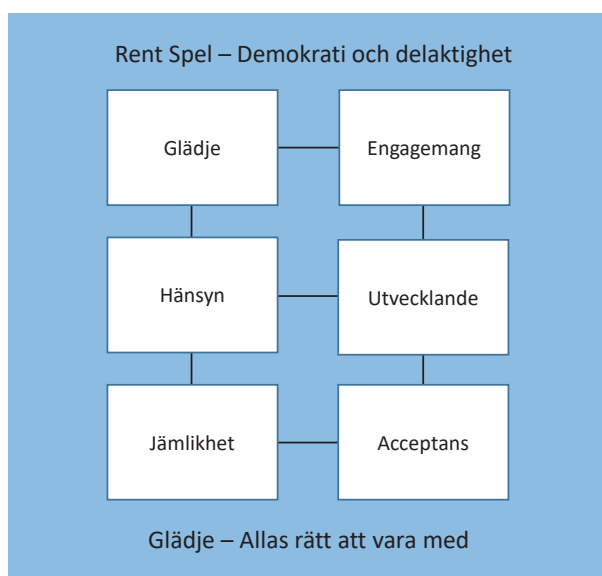 Rent Spel – Demokrati och delaktighet
Glädje
Engagemang
Hänsyn
Utvecklande
Jämlikhet
Acceptans
Glädje – Allas rätt att vara med